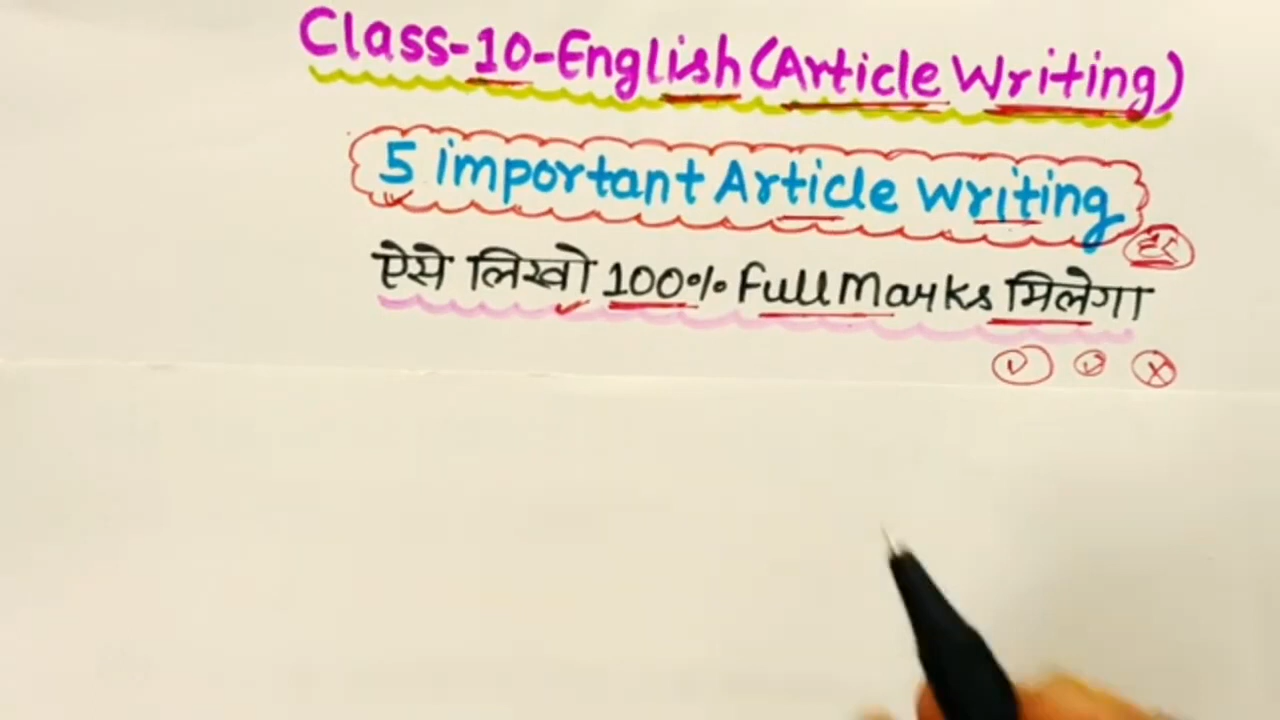 Class-10-English (Article Writing)
5 important Article Writing
ऐसे लिखो 100% Full Marks मिलेगा